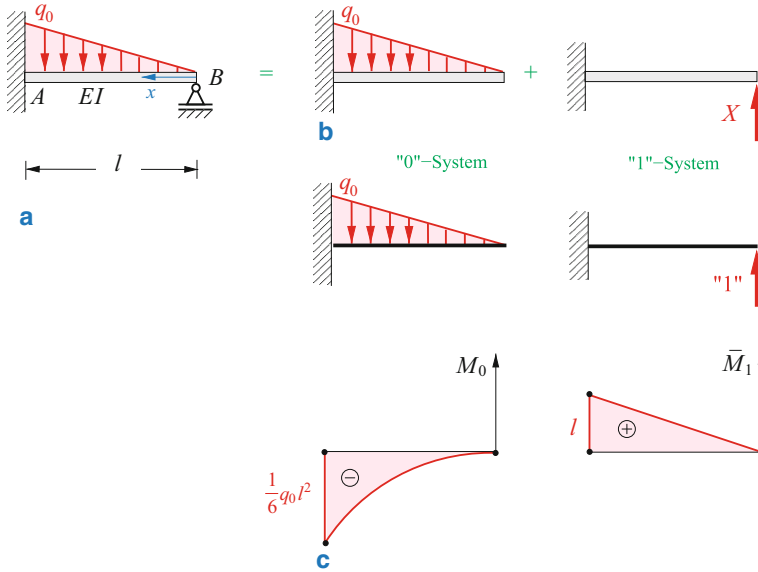 q₀
q₀
= +
A EI x B
X
b
l
"0"−System
"1"−System
q₀
a
"1"
M₀
M̅₁
l
+
−
1/6 q₀l²
c